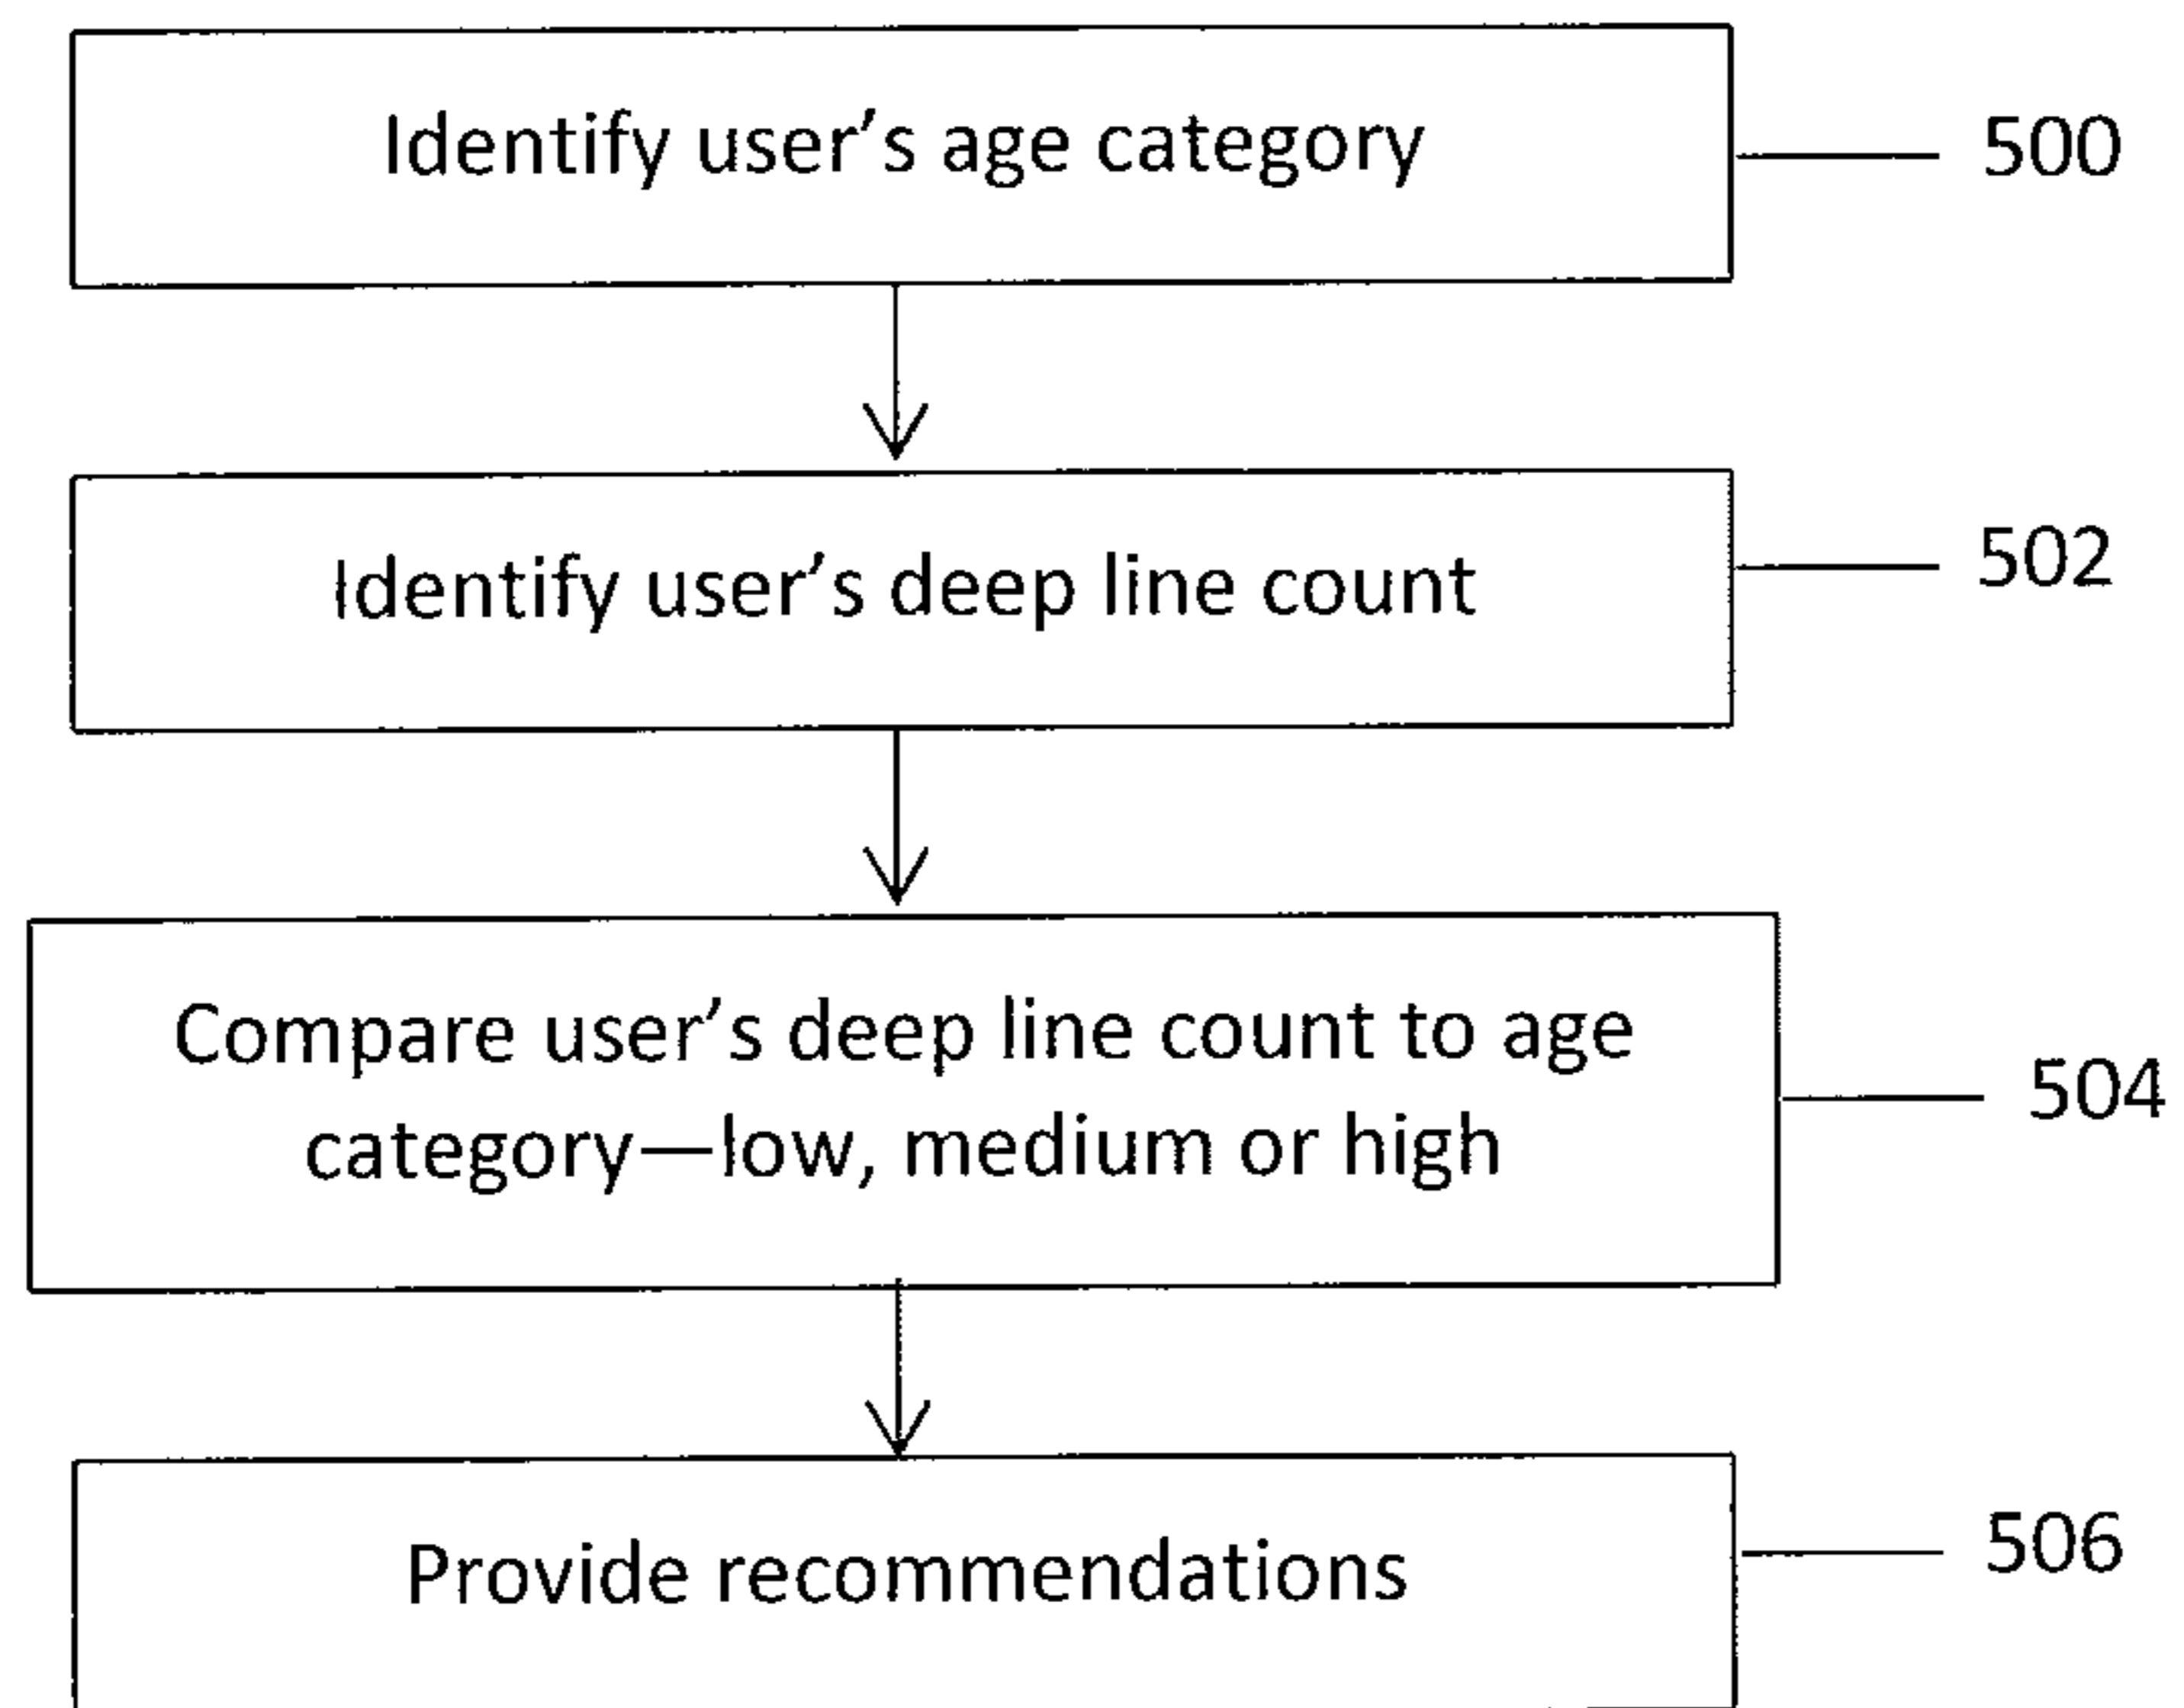 Identify user’s age category
500
Identify user’s deep line count
502
Compare user’s deep line count to age
category—low, medium or high
504
Provide recommendations
506